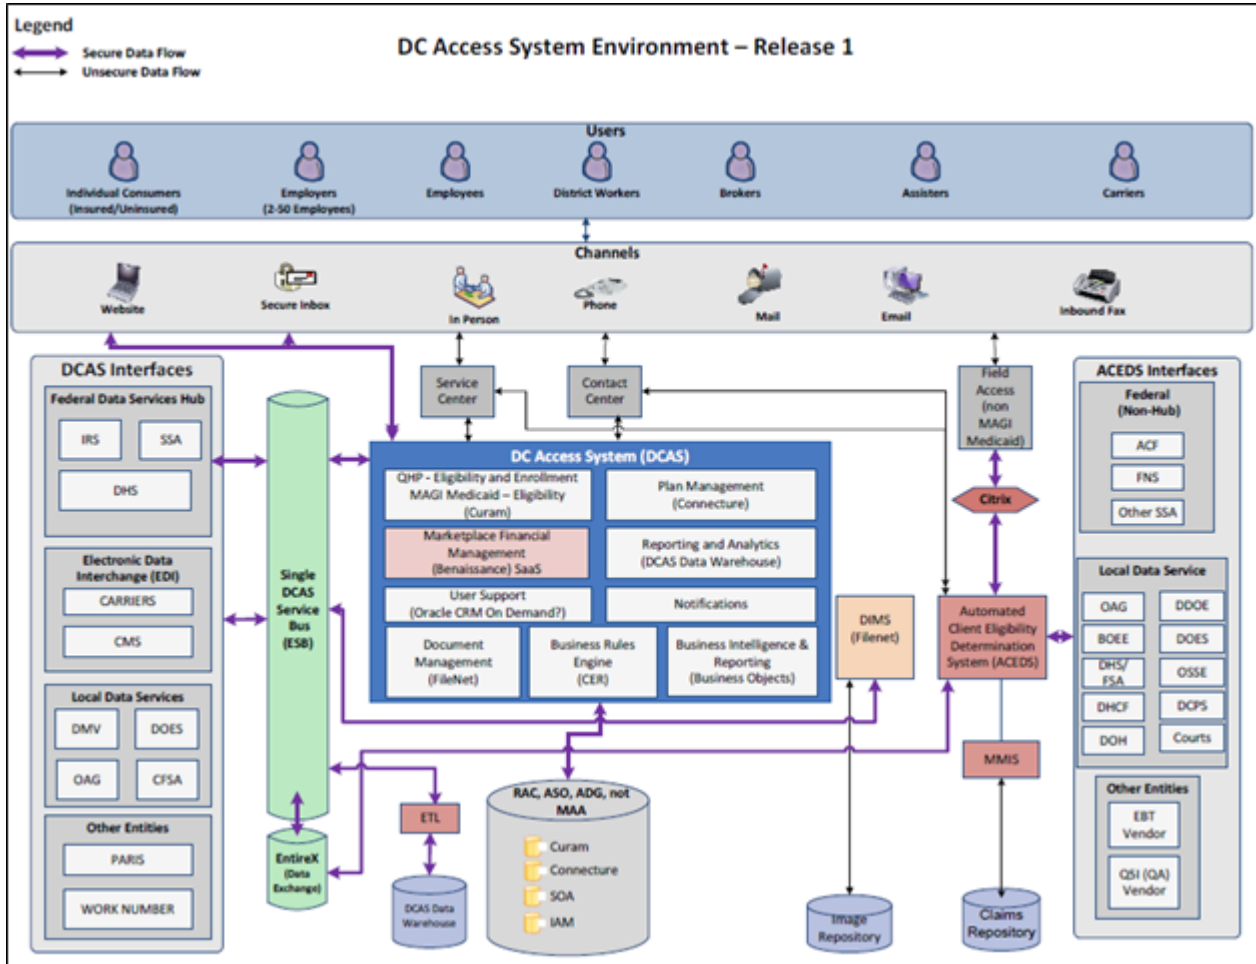 Legend
Secure Data Flow
Unsecure Data Flow
DC Access System Environment – Release 1
Users
Individual Consumers
(Insured/Uninsured)
Employers
(2-50 Employees)
Employees
District Workers
Brokers
Assisters
Carriers
Channels
Website
Secure Inbox
In Person
Phone
Mail
Email
Inbound Fax
DCAS Interfaces
Federal Data Services Hub
IRS
SSA
DHS
Electronic Data
Interchange (EDI)
CARRIERS
CMS
Local Data Services
DMV
DOES
OAG
CFSA
Other Entities
PARIS
WORK NUMBER
Single
DCAS
Service
Bus
(ESB)
EntireX
(Data
Exchange)
Service
Center
Contact
Center
Field
Access
(non
MAGI
Medicaid)
Citrix
DC Access System (DCAS)
QHP - Eligibility and Enrollment
MAGI Medicaid – Eligibility
(Curam)
Plan Management
(Connecture)
Marketplace Financial
Management
(Benaissance) SaaS
Reporting and Analytics
(DCAS Data Warehouse)
User Support
(Oracle CRM On Demand?)
Notifications
Document
Management
(FileNet)
Business Rules
Engine
(CER)
Business Intelligence &
Reporting
(Business Objects)
DIMS
(Filenet)
Automated
Client Eligibility
Determination
System (ACEDS)
MMIS
ETL
DCAS Data
Warehouse
RAC, ASO, ADG, not
MAA
Curam
Connecture
SOA
IAM
Image
Repository
Claims
Repository
ACEDS Interfaces
Federal
(Non-Hub)
ACF
FNS
Other SSA
Local Data Service
OAG
DDOE
BOEE
DOES
DHS/
FSA
OSSE
DHCF
DCPS
DOH
Courts
Other Entities
EBT
Vendor
QSI (QA)
Vendor